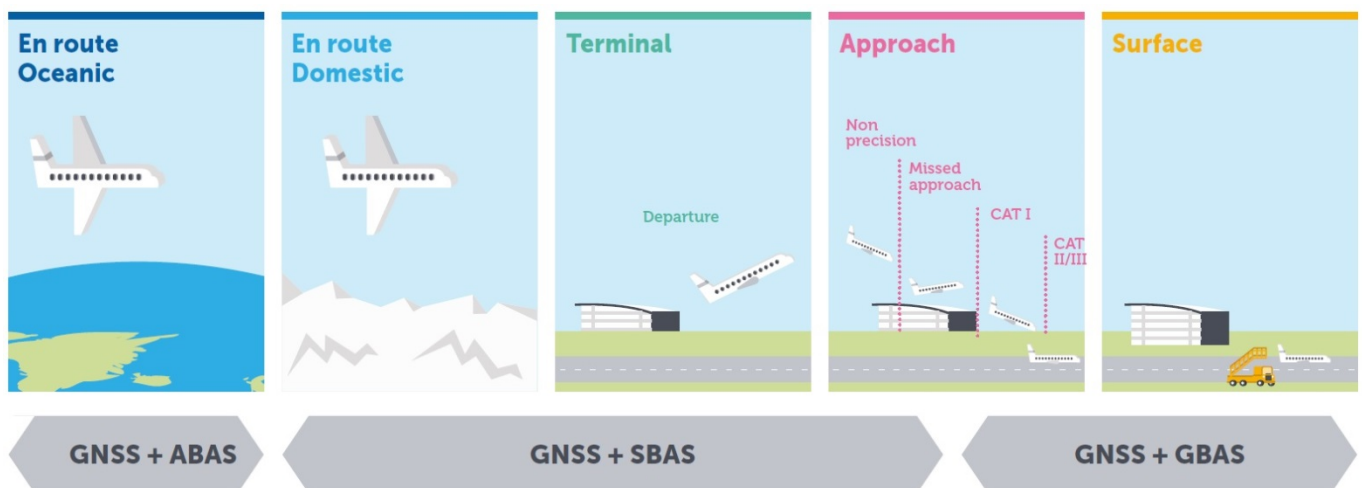 En route
Oceanic
En route
Domestic
Terminal
Departure
Approach
Non
precision
Missed
approach
CAT I
CAT
II/III
Surface
GNSS + ABAS
GNSS + SBAS
GNSS + GBAS